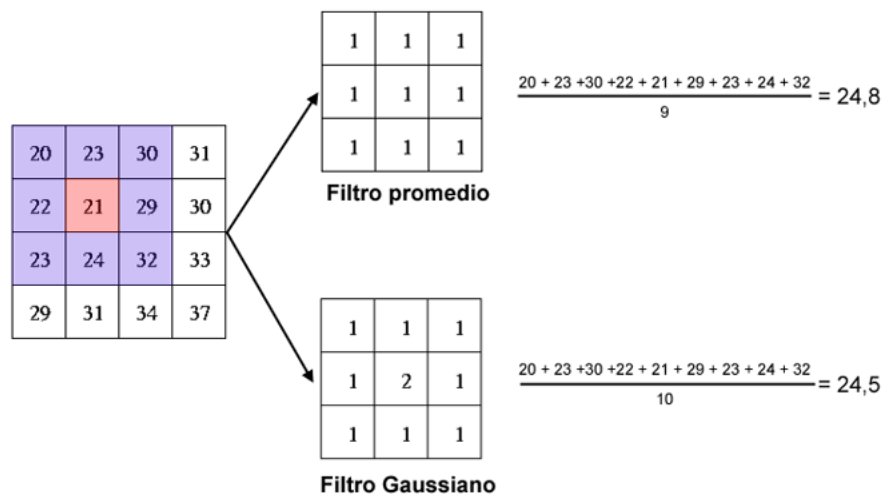 20 23 30 31
22 21 29 30
23 24 32 33
29 31 34 37
1 1 1
1 1 1
1 1 1
Filtro promedio
20 + 23 +30 +22 + 21 + 29 + 23 + 24 + 32
9
= 24,8
1 1 1
1 2 1
1 1 1
Filtro Gaussiano
20 + 23 +30 +22 + 21 + 29 + 23 + 24 + 32
10
= 24,5